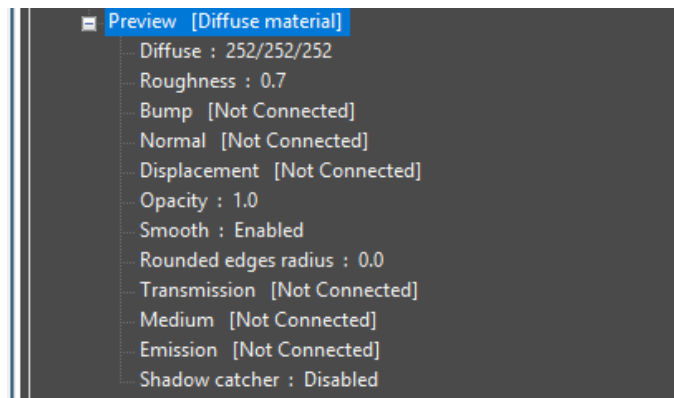 Preview [Diffuse material]
Diffuse : 252/252/252
Roughness : 0.7
Bump [Not Connected]
Normal [Not Connected]
Displacement [Not Connected]
Opacity : 1.0
Smooth : Enabled
Rounded edges radius : 0.0
Transmission [Not Connected]
Medium [Not Connected]
Emission [Not Connected]
Shadow catcher : Disabled